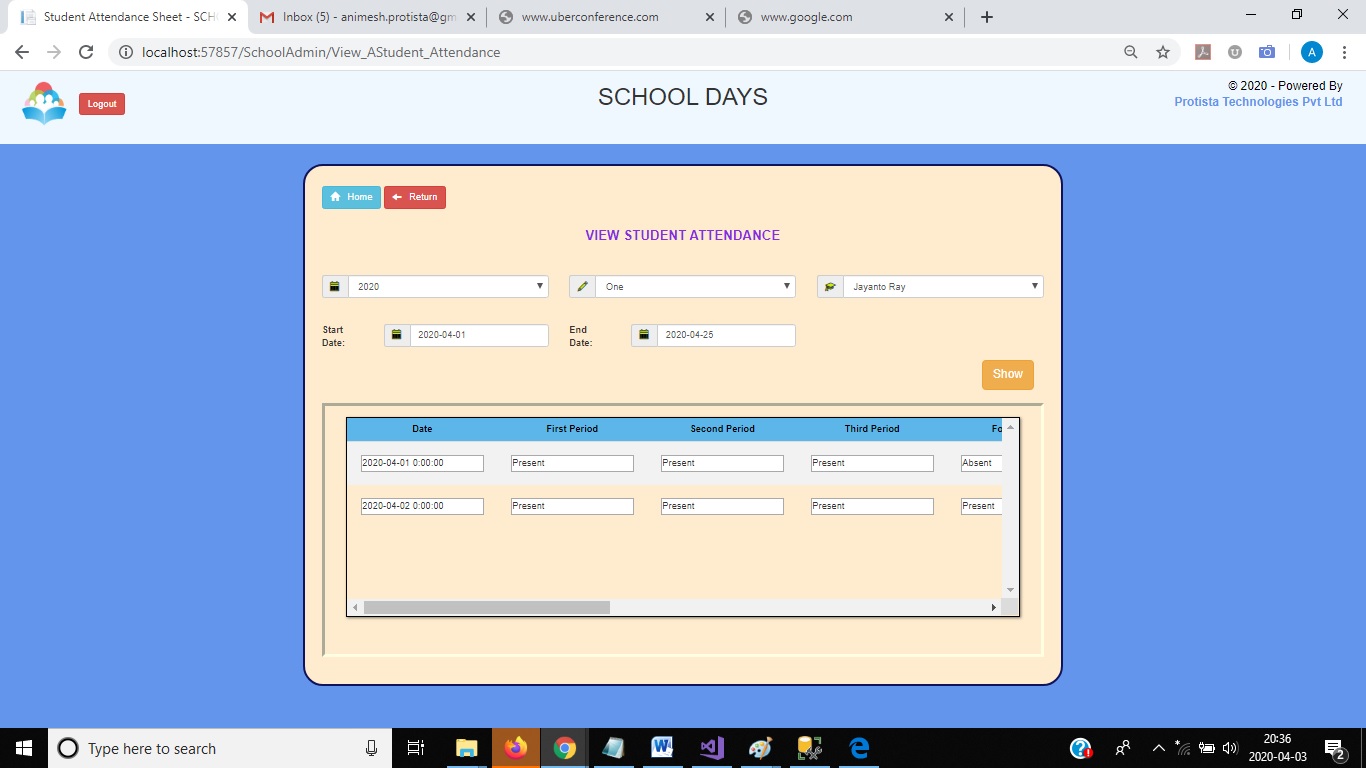 Student Attendance Sheet - SCH
Inbox (5) - animesh.protista@gm
www.uberconference.com
www.google.com
localhost:57857/SchoolAdmin/View_AStudent_Attendance
A
Logout
SCHOOL DAYS
© 2020 - Powered By
Protista Technologies Pvt Ltd
Home
Return
VIEW STUDENT ATTENDANCE
2020
One
Jayanto Ray
Start Date:
2020-04-01
End Date:
2020-04-25
Show
Date First Period Second Period Third Period Fo
2020-04-01 0:00:00 Present Present Present Absent
2020-04-02 0:00:00 Present Present Present Present
Type here to search
20:36
2020-04-03
2